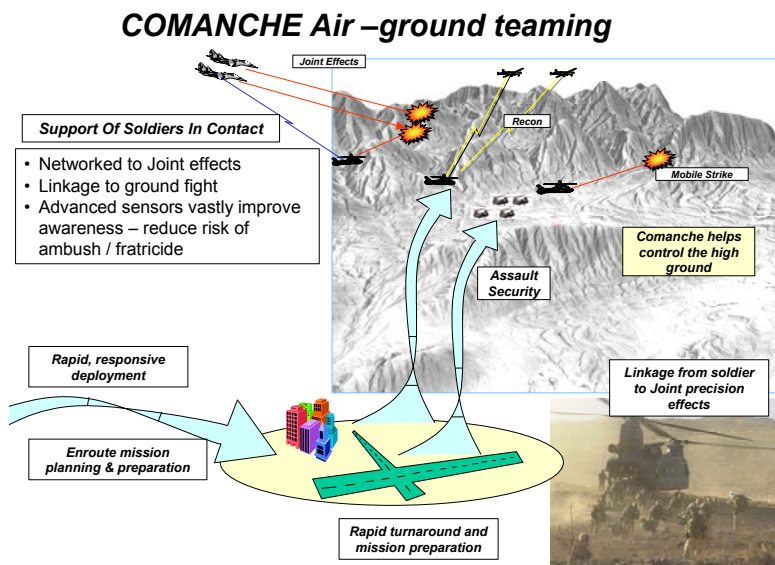 COMANCHE Air –ground teaming
Joint Effects
Support Of Soldiers In Contact
• Networked to Joint effects
• Linkage to ground fight
• Advanced sensors vastly improve
awareness – reduce risk of
ambush / fratricide
Recon
Mobile Strike
Comanche helps
control the high
ground
Assault
Security
Rapid, responsive
deployment
Linkage from soldier
to Joint precision
effects
Enroute mission
planning & preparation
Rapid turnaround and
mission preparation